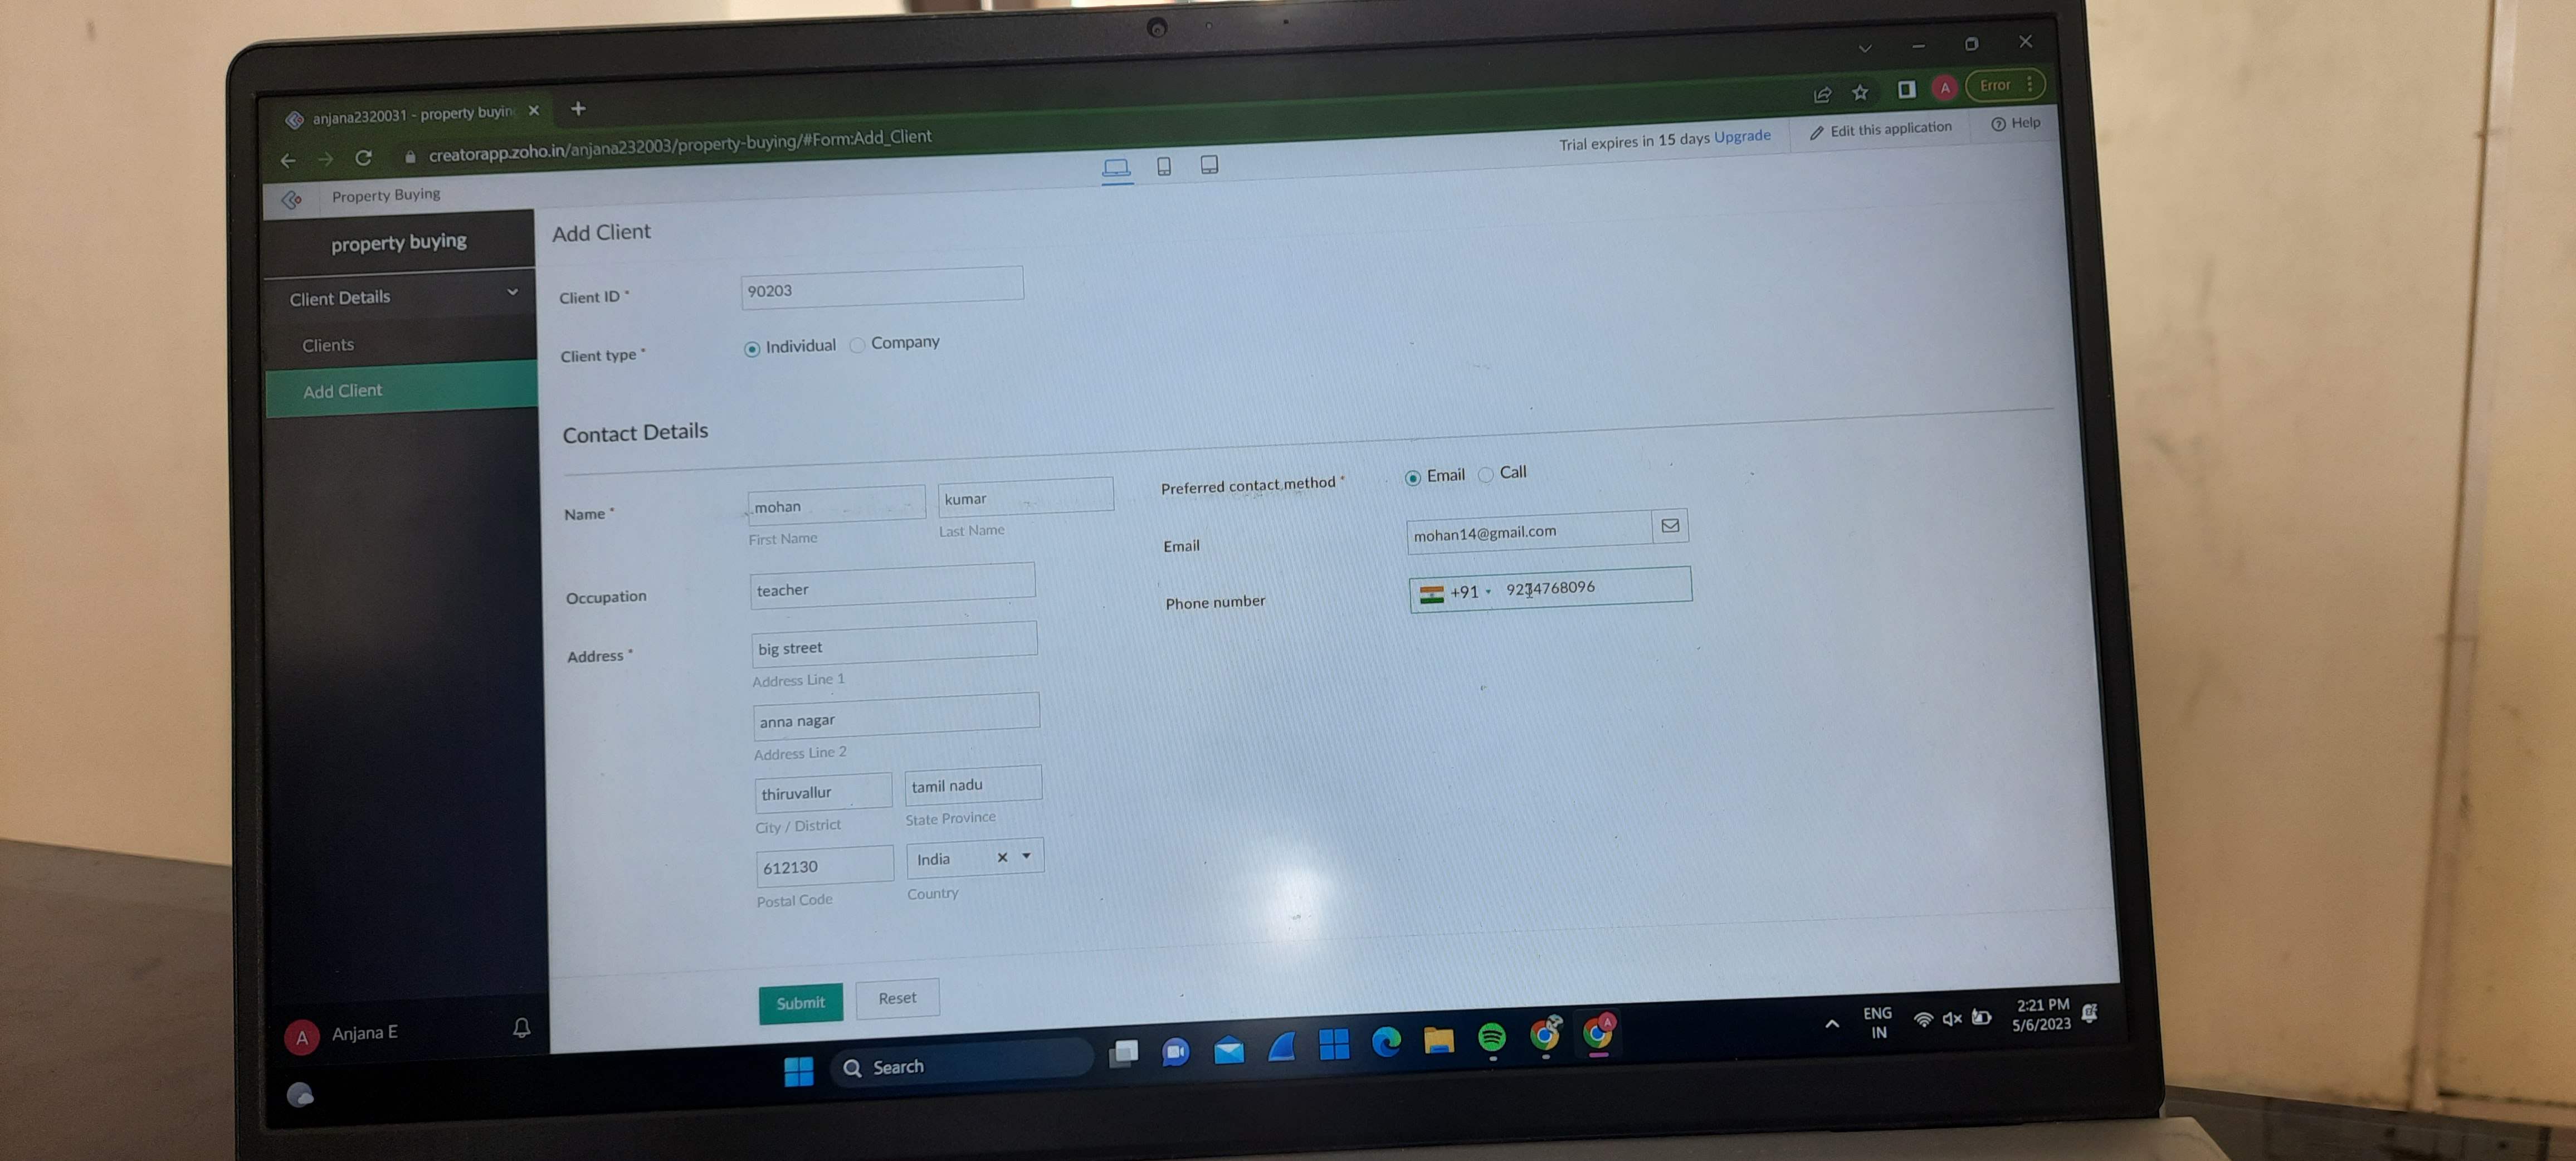 anjana2320031 - property buyin
Error
creatorapp.zoho.in/anjana232003/property-buying/#Form:Add_Client
Property Buying
Trial expires in 15 days Upgrade
Edit this application
Help
property buying
Client Details
Clients
Add Client
Anjana E
A
Add Client
Client ID *
90203
Client type *
Individual
Company
Contact Details
Name *
mohan
kumar
First Name
Last Name
Occupation
teacher
Address *
big street
Address Line 1
anna nagar
Address Line 2
thiruvallur
tamil nadu
City / District
State Province
612130
India
Postal Code
Country
Preferred contact method *
Email
Call
Email
mohan14@gmail.com
Phone number
+91
9234768096
Submit
Reset
Search
ENG
IN
2:21 PM
5/6/2023